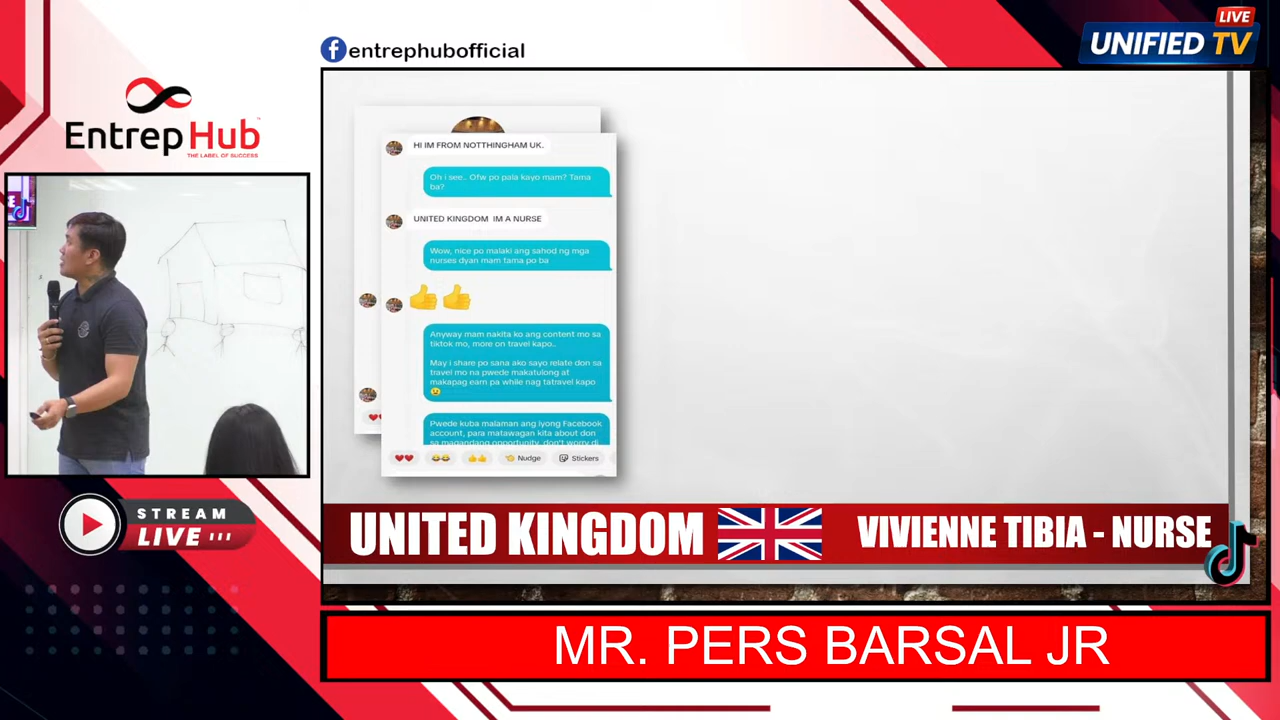 entrephubofficial
LIVE
UNIFIED TV
Entrep Hub
THE LABEL OF SUCCESS
HI IM FROM NOTTHINGHAM UK.
Oh i see.. Ofw po pala kayo mam? Tama
ba?
UNITED KINGDOM IM A NURSE
Wow, nice po malaki ang sahod ng mga
nurses dyan mam tama po ba
Anyway mam nakita ko ang content mo sa
tiktok mo, more on travel kapo..
May i share po sana ako sayo relate don sa
travel mo na pwede makatulong at
makapag earn pa while nag tatravel kapo
Pwede kuba malaman ang iyong Facebook
account, para matawagan kita about don
sa magandang opportunity, don't worry di
Nudge
Stickers
STREAM
LIVE
UNITED KINGDOM
VIVIENNE TIBIA - NURSE
MR. PERS BARSAL JR